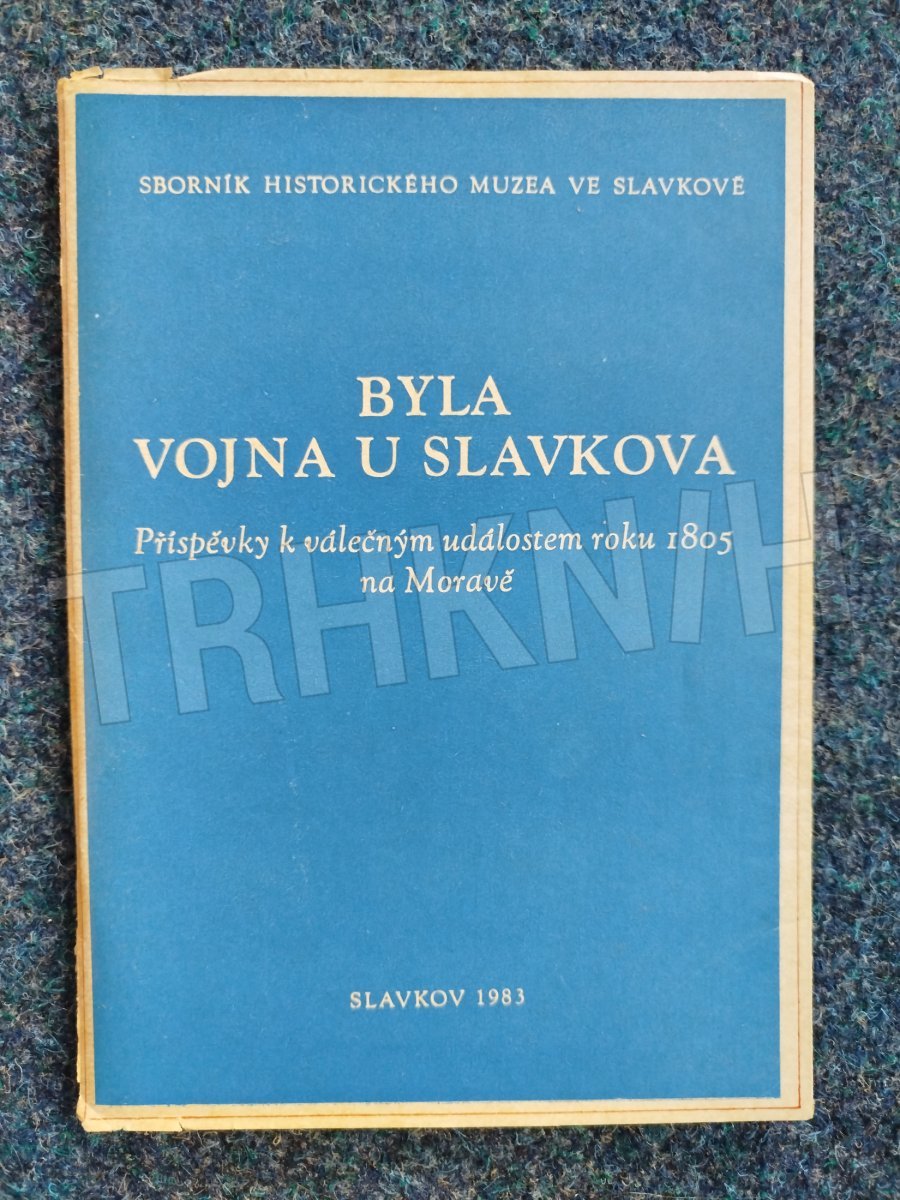 SBORNÍK HISTORICKÉHO MUZEA VE SLAVKOVĚ
BYLA
VOJNA U SLAVKOVA
Příspěvky k válečným událostem roku 1805
na Moravě
TRHKNIH
SLAVKOV 1983